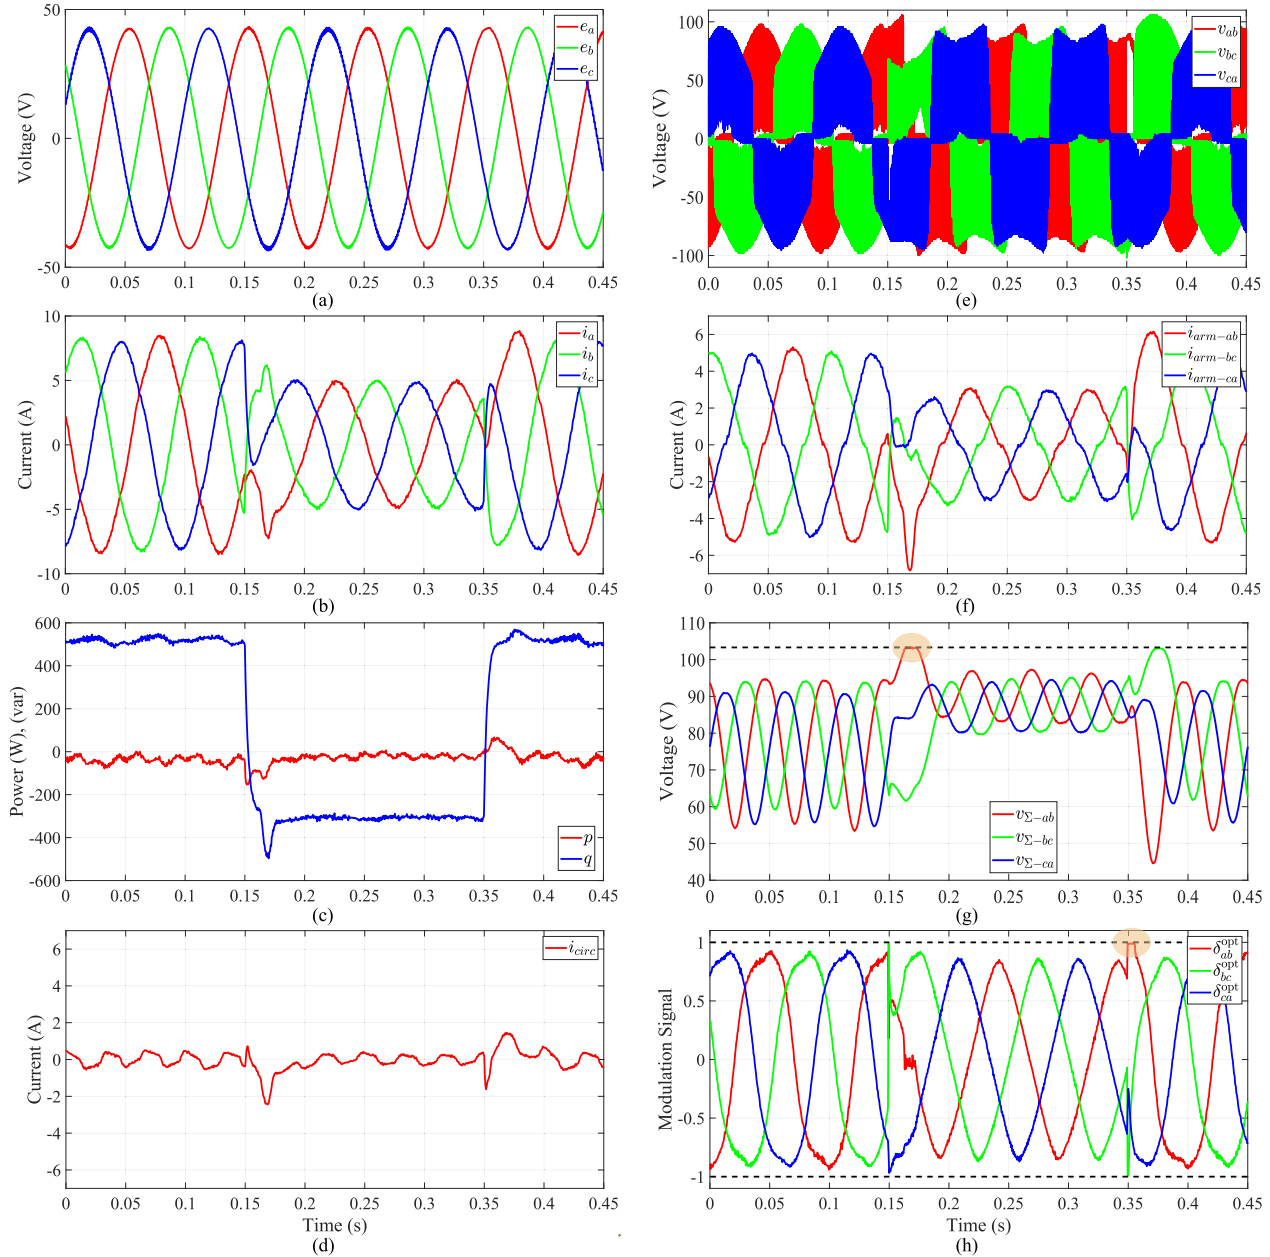 50
0
-50
Voltage (V)
e_a
e_b
e_c
0 0.05 0.1 0.15 0.2 0.25 0.3 0.35 0.4 0.45
(a)
100
50
0
-50
-100
Voltage (V)
v_ab
v_bc
v_ca
0.0 0.05 0.1 0.15 0.2 0.25 0.3 0.35 0.4 0.45
(e)
10
5
0
-5
-10
Current (A)
i_a
i_b
i_c
0 0.05 0.1 0.15 0.2 0.25 0.3 0.35 0.4 0.45
(b)
6
4
2
0
-2
-4
-6
Current (A)
i_arm-ab
i_arm-bc
i_arm-ca
0 0.05 0.1 0.15 0.2 0.25 0.3 0.35 0.4 0.45
(f)
600
400
200
0
-200
-400
-600
Power (W), (var)
p
q
0 0.05 0.1 0.15 0.2 0.25 0.3 0.35 0.4 0.45
(c)
110
100
90
80
70
60
50
40
Voltage (V)
v_Σ-ab
v_Σ-bc
v_Σ-ca
0 0.05 0.1 0.15 0.2 0.25 0.3 0.35 0.4 0.45
(g)
6
4
2
0
-2
-4
-6
Current (A)
i_circ
0 0.05 0.1 0.15 0.2 0.25 0.3 0.35 0.4 0.45
Time (s)
(d)
1
0.5
0
-0.5
-1
Modulation Signal
δ_ab^opt
δ_bc^opt
δ_ca^opt
0 0.05 0.1 0.15 0.2 0.25 0.3 0.35 0.4 0.45
Time (s)
(h)